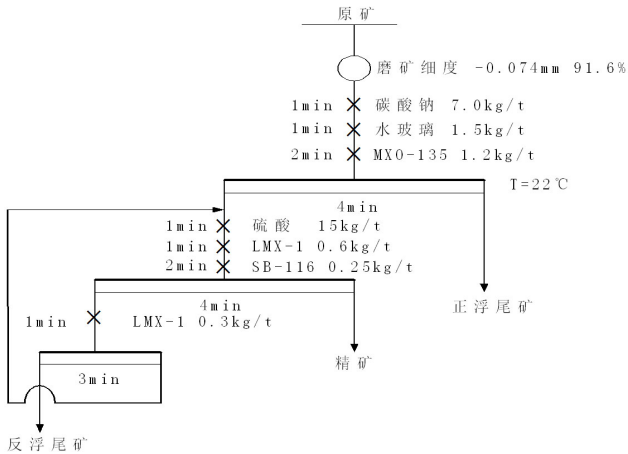 原矿
磨矿细度 -0.074mm 91.6%
1min 碳酸钠 7.0kg/t
1min 水玻璃 1.5kg/t
2min MXO-135 1.2kg/t
T=22℃
4min
1min 硫酸 15kg/t
1min LMX-1 0.6kg/t
2min SB-116 0.25kg/t
4min
正浮尾矿
1min LMX-1 0.3kg/t
精矿
3min
反浮尾矿